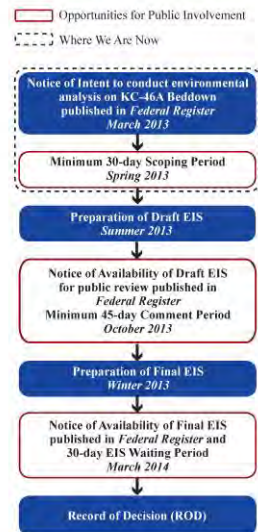 Opportunities for Public Involvement
Where We Are Now
Notice of Intent to conduct environmental
analysis on KC-46A Beddown
published in Federal Register
March 2013
Minimum 30-day Scoping Period
Spring 2013
Preparation of Draft EIS
Summer 2013
Notice of Availability of Draft EIS
for public review published in
Federal Register
Minimum 45-day Comment Period
October 2013
Preparation of Final EIS
Winter 2013
Notice of Availability of Final EIS
published in Federal Register and
30-day EIS Waiting Period
March 2014
Record of Decision (ROD)